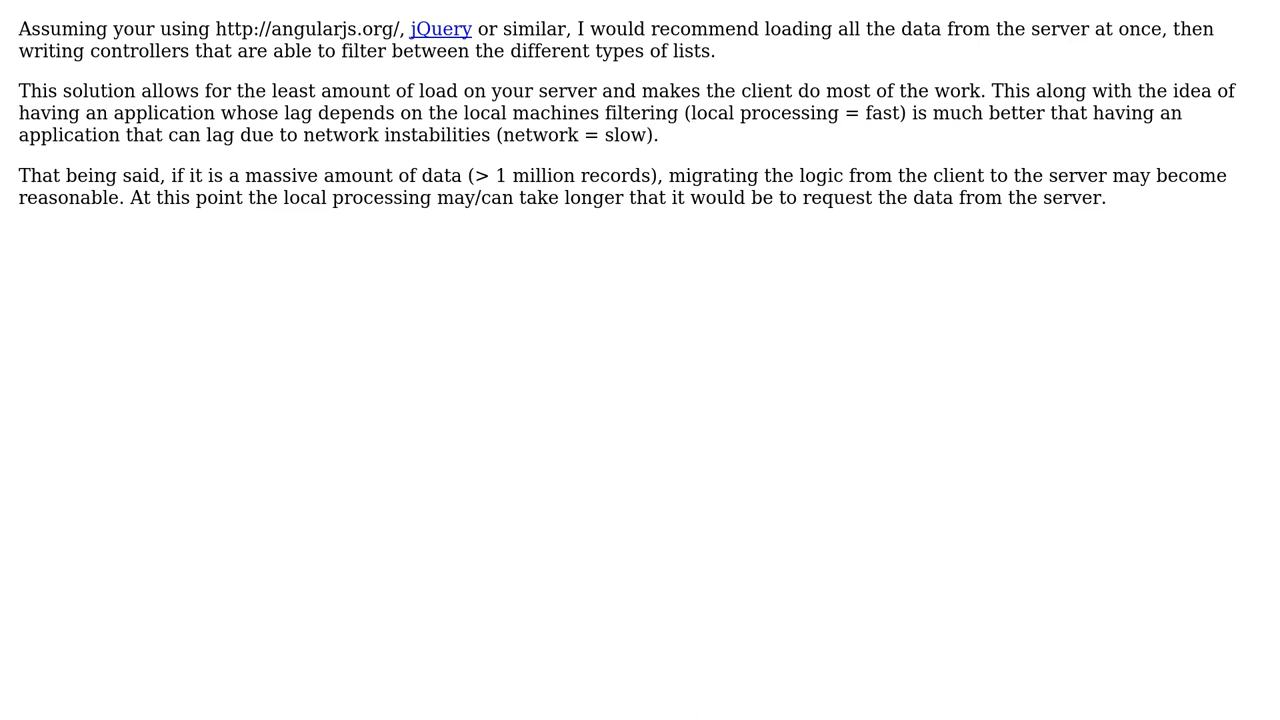 Assuming your using http://angularjs.org/, jQuery or similar, I would recommend loading all the data from the server at once, then
writing controllers that are able to filter between the different types of lists.
This solution allows for the least amount of load on your server and makes the client do most of the work. This along with the idea of
having an application whose lag depends on the local machines filtering (local processing = fast) is much better that having an
application that can lag due to network instabilities (network = slow).
That being said, if it is a massive amount of data (> 1 million records), migrating the logic from the client to the server may become
reasonable. At this point the local processing may/can take longer that it would be to request the data from the server.